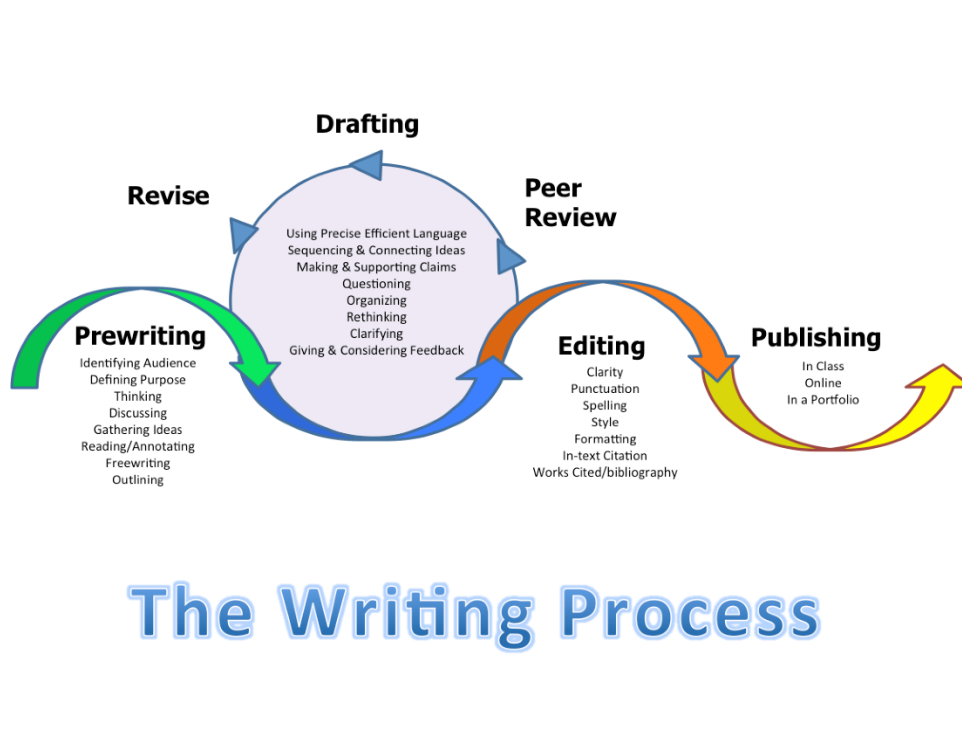 Drafting
Revise
Peer
Review
Using Precise Efficient Language
Sequencing & Connecting Ideas
Making & Supporting Claims
Questioning
Organizing
Rethinking
Clarifying
Giving & Considering Feedback
Prewriting
Identifying Audience
Defining Purpose
Thinking
Discussing
Gathering Ideas
Reading/Annotating
Freewriting
Outlining
Editing
Clarity
Punctuation
Spelling
Style
Formatting
In-text Citation
Works Cited/bibliography
Publishing
In Class
Online
In a Portfolio
The Writing Process